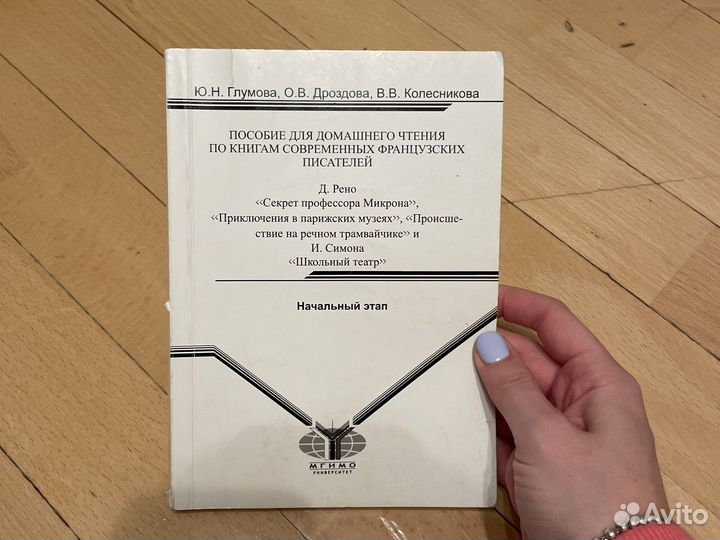 Ю.Н. Глумова, О.В. Дроздова, В.В. Колесникова
ПОСОБИЕ ДЛЯ ДОМАШНЕГО ЧТЕНИЯ
ПО КНИГАМ СОВРЕМЕННЫХ ФРАНЦУЗСКИХ
ПИСАТЕЛЕЙ
Д. Рено
‹‹Секрет профессора Микрона››,
‹‹Приключения в парижских музеях››, ‹‹Происше-
ствие на речном трамвайчике›› и
И. Симона
‹‹Школьный театр››
Начальный этап
МГИМО
УНИВЕРСИТЕТ
Avito